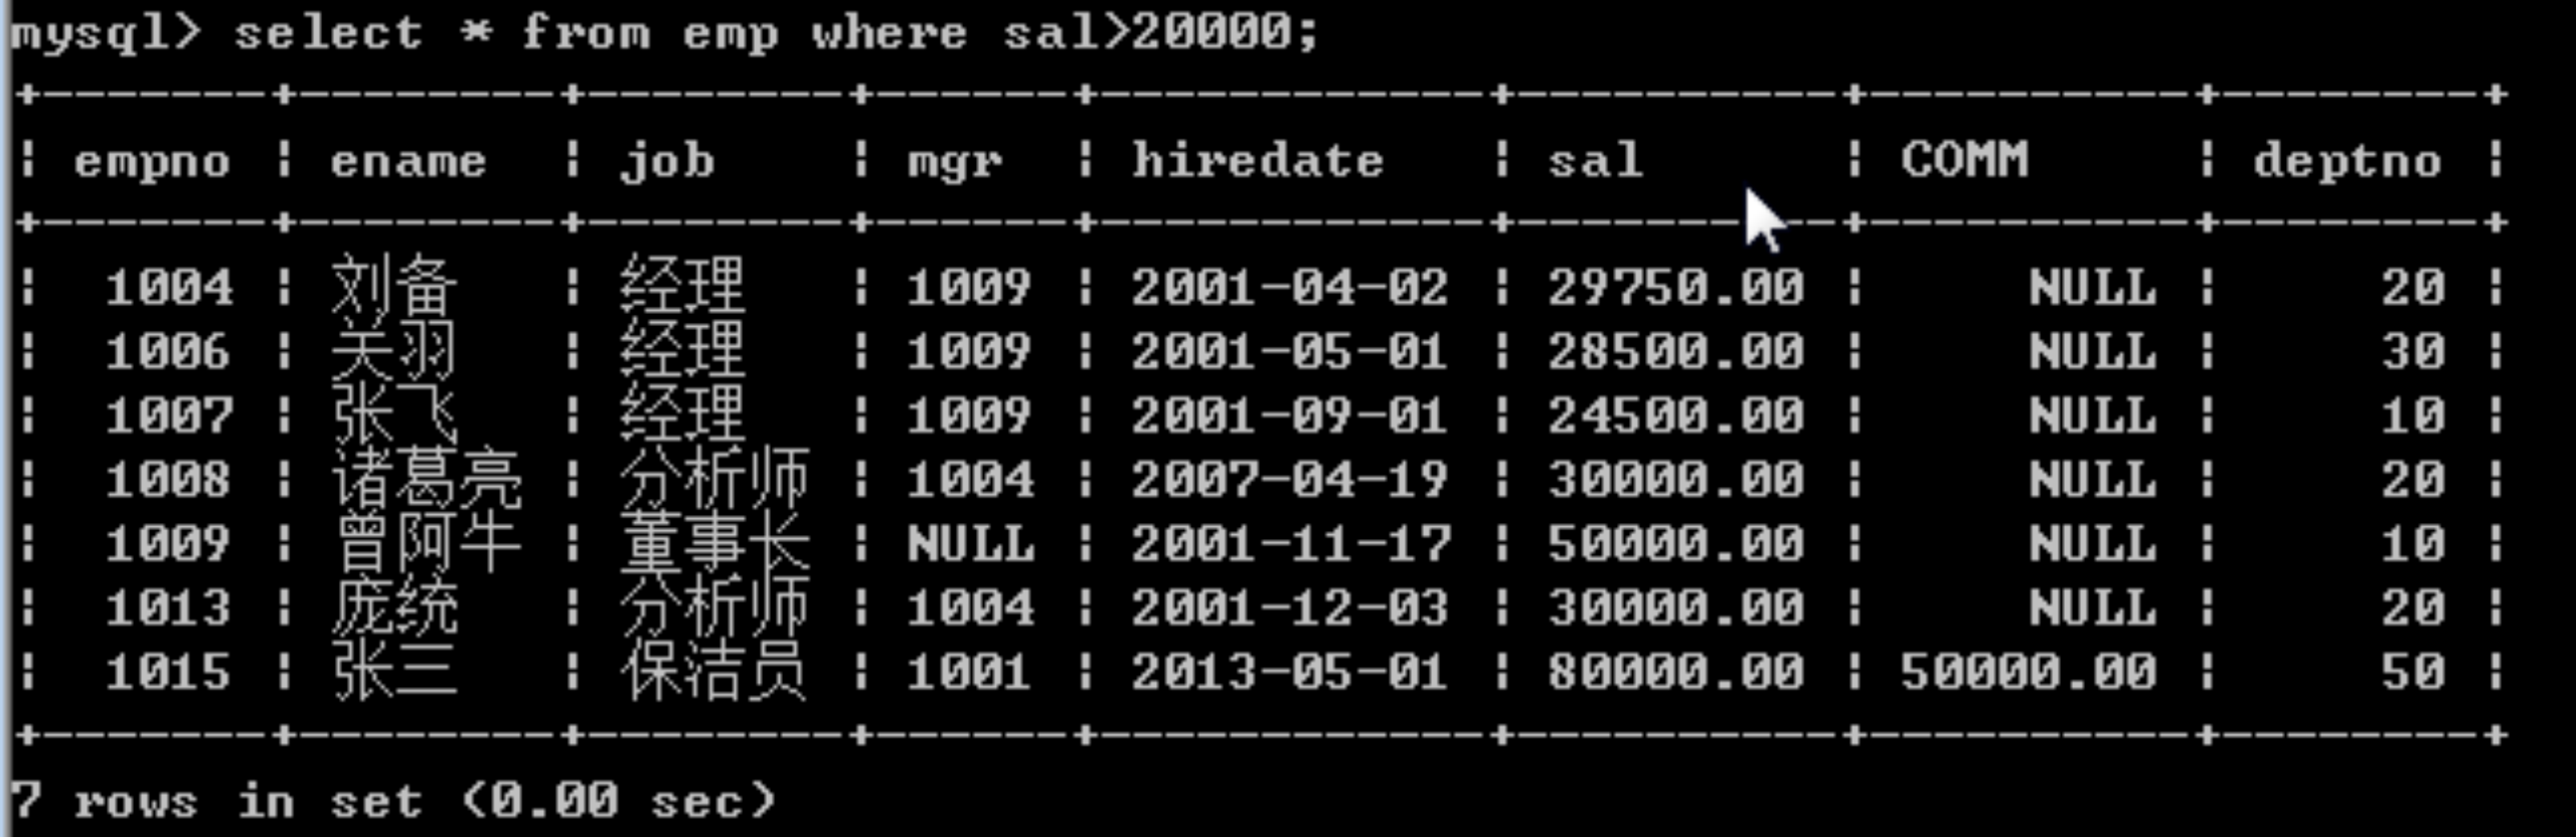 mysql> select * from emp where sal>20000;
+-------+--------+--------+------+------------+----------+----------+--------+
| empno | ename  | job    | mgr  | hiredate   | sal      | COMM     | deptno |
+-------+--------+--------+------+------------+----------+----------+--------+
|  1004 | 刘备   | 经理   | 1009 | 2001-04-02 | 29750.00 |     NULL |     20 |
|  1006 | 关羽   | 经理   | 1009 | 2001-05-01 | 28500.00 |     NULL |     30 |
|  1007 | 张飞   | 经理   | 1009 | 2001-09-01 | 24500.00 |     NULL |     10 |
|  1008 | 诸葛亮 | 分析师 | 1004 | 2007-04-19 | 30000.00 |     NULL |     20 |
|  1009 | 曾阿牛 | 董事长 | NULL | 2001-11-17 | 50000.00 |     NULL |     10 |
|  1013 | 庞统   | 分析师 | 1004 | 2001-12-03 | 30000.00 |     NULL |     20 |
|  1015 | 张三   | 保洁员 | 1001 | 2013-05-01 | 80000.00 | 50000.00 |     50 |
+-------+--------+--------+------+------------+----------+----------+--------+
7 rows in set (0.00 sec)